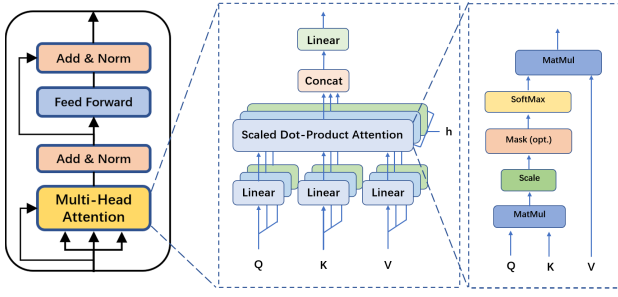 Add & Norm
Feed Forward
Add & Norm
Multi-Head
Attention
Linear
Concat
Scaled Dot-Product Attention
h
Linear
Linear
Linear
Q
K
V
MatMul
SoftMax
Mask (opt.)
Scale
MatMul
Q
K
V